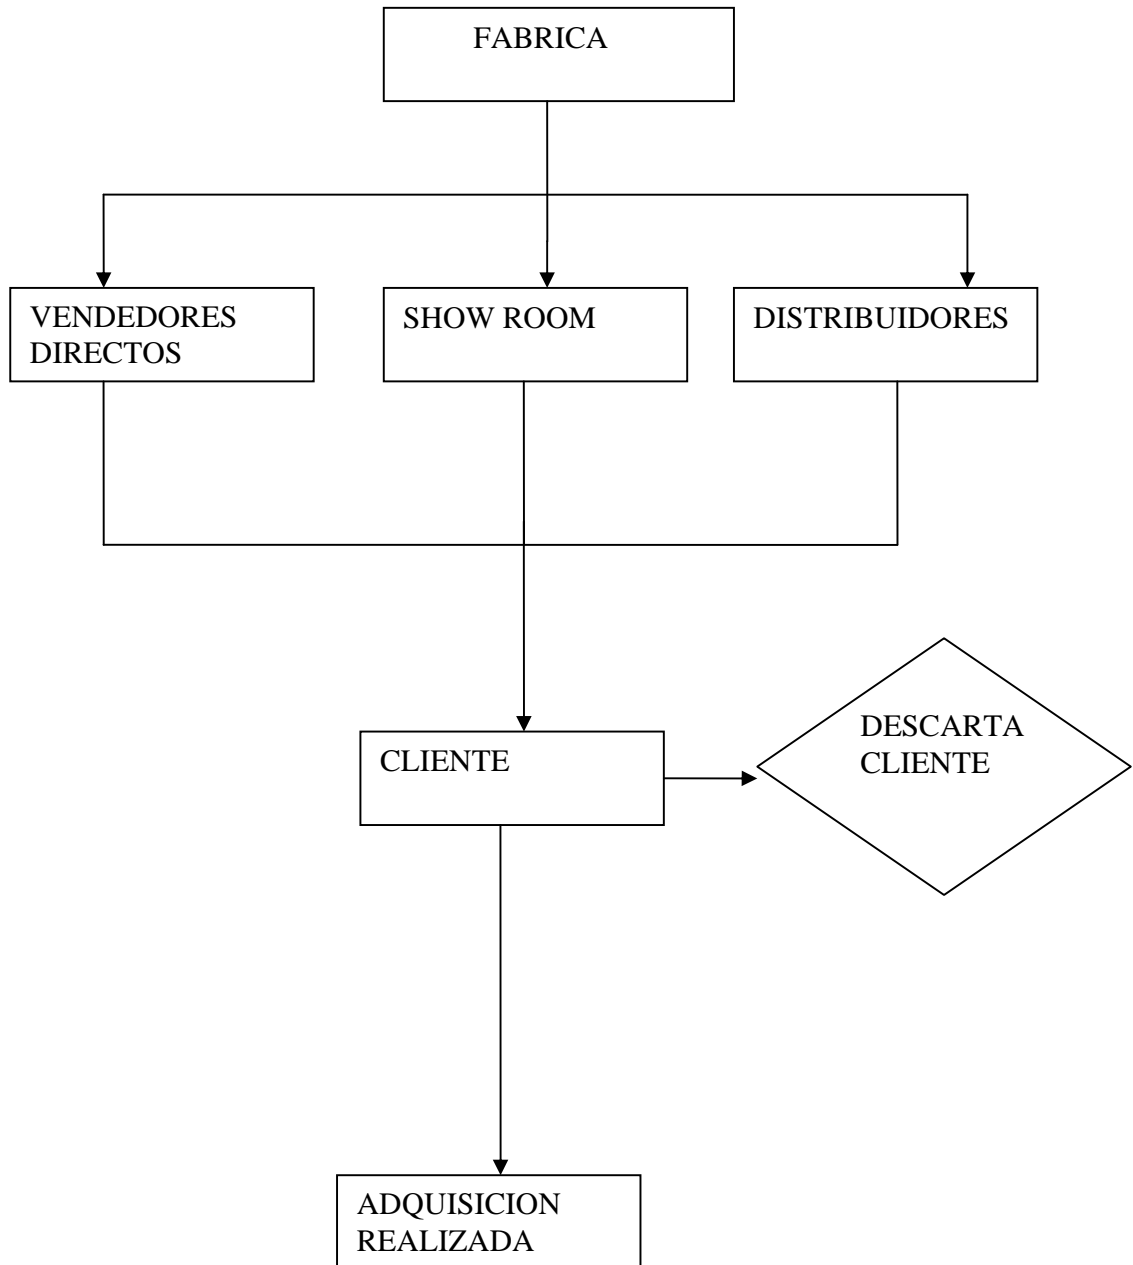 FABRICA
VENDEDORES
DIRECTOS
SHOW ROOM
DISTRIBUIDORES
DESCARTA
CLIENTE
CLIENTE
ADQUISICION
REALIZADA